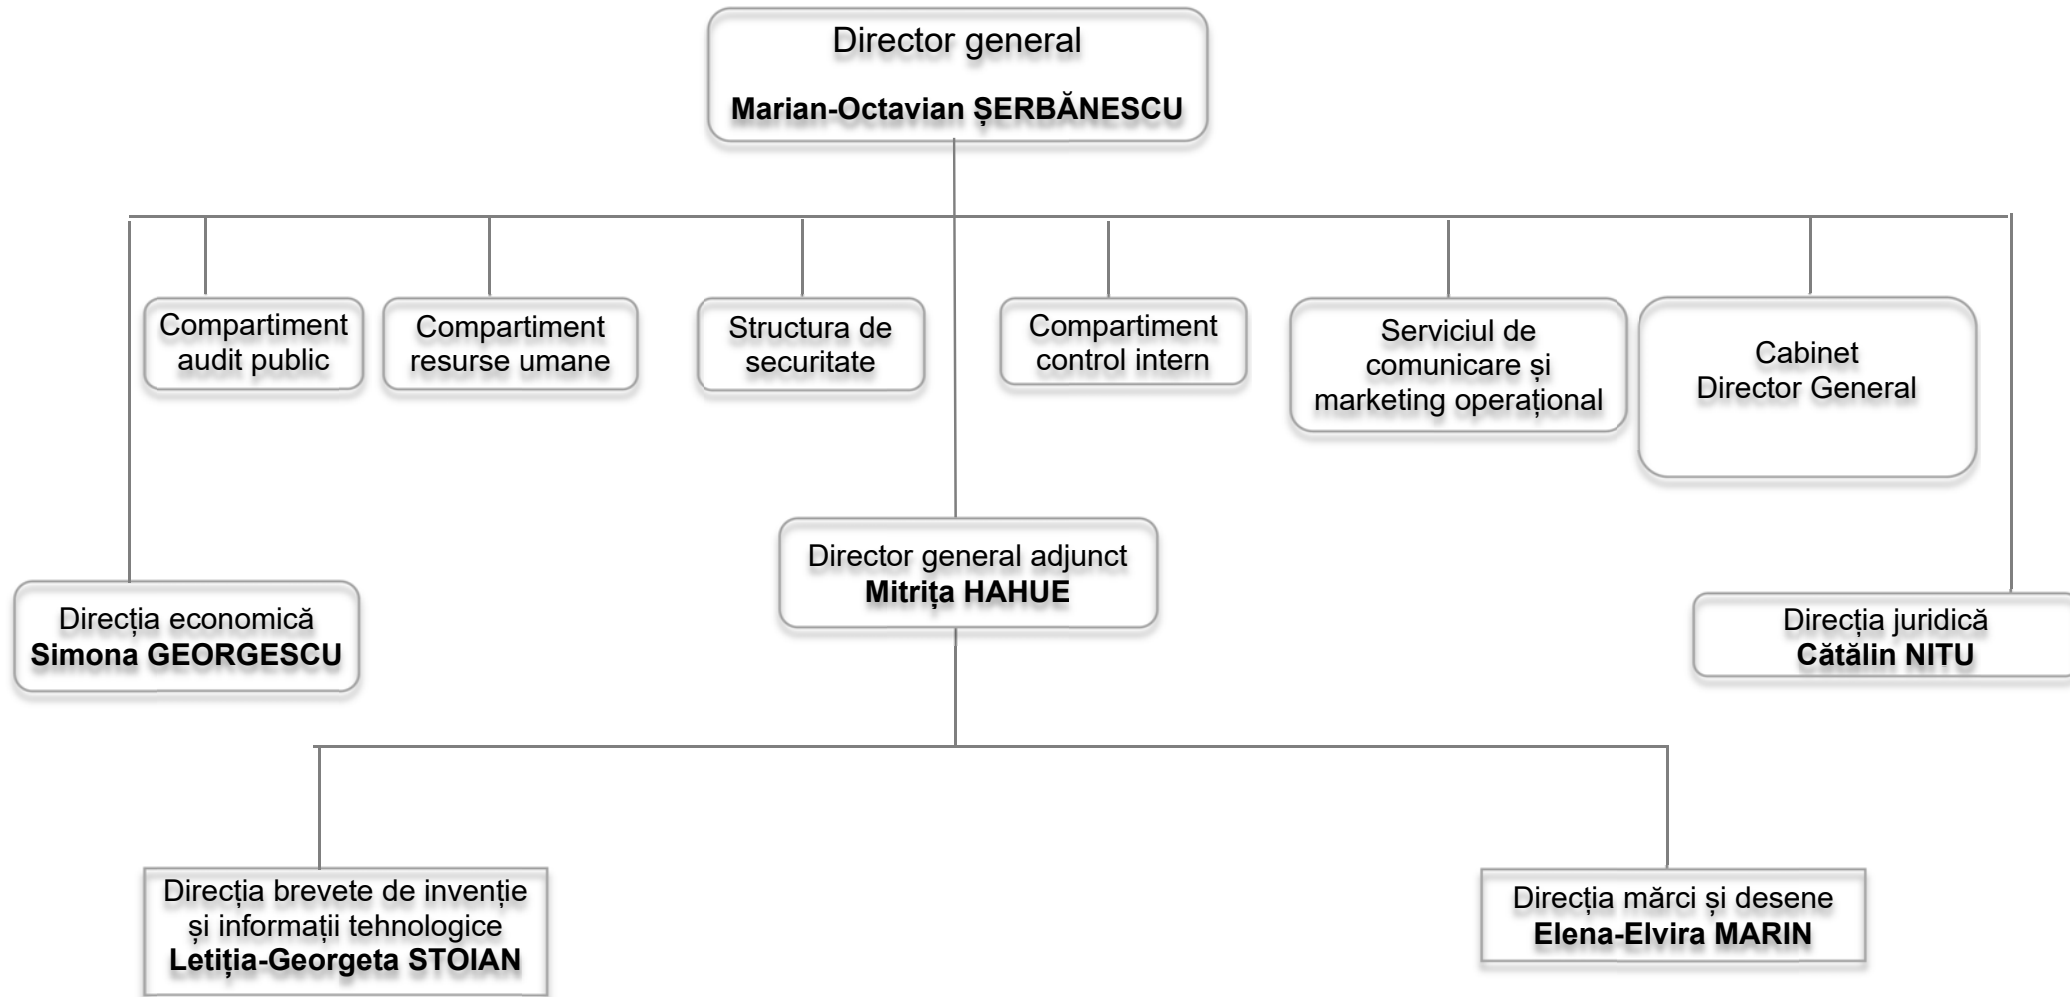 Director general
Marian-Octavian ȘERBĂNESCU
Compartiment
audit public
Compartiment
resurse umane
Structura de
securitate
Compartiment
control intern
Serviciul de
comunicare și
marketing operațional
Cabinet
Director General
Director general adjunct
Mitrița HAHUE
Direcția economică
Simona GEORGESCU
Direcția juridică
Cătălin NITU
Direcția brevete de invenție
și informații tehnologice
Letiția-Georgeta STOIAN
Direcția mărci și desene
Elena-Elvira MARIN